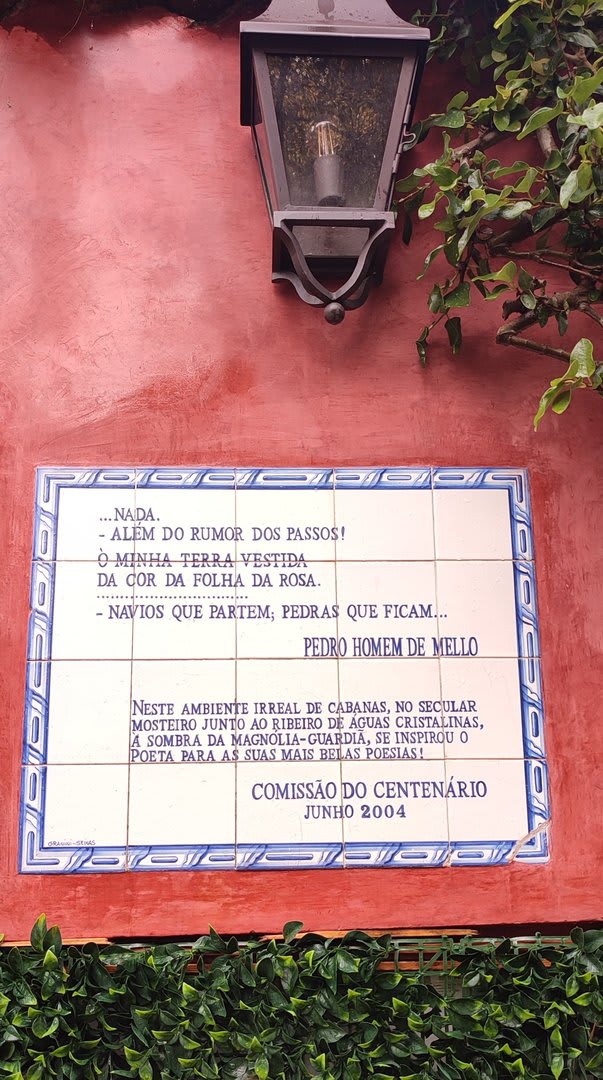 ...NADA.
- ALÉM DO RUMOR DOS PASSOS!
Ò MINHA TERRA VESTIDA
DA CÔR DA FOLHA DA ROSA.
..............................
- NAVIOS QUE PARTEM; PEDRAS QUE FICAM...
PEDRO HOMEM DE MELLO
NESTE AMBIENTE IRREAL DE CABANAS, NO SECULAR
MOSTEIRO JUNTO AO RIBEIRO DE ÁGUAS CRISTALINAS,
À SOMBRA DA MAGNÓLIA-GUARDIÃ, SE INSPIROU O
POETA PARA AS SUAS MAIS BELAS POESIAS!
COMISSÃO DO CENTENÁRIO
JUNHO 2004